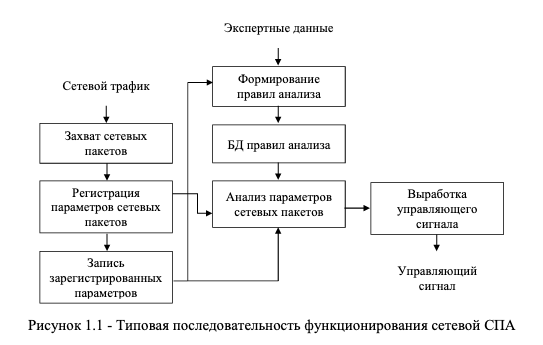 Экспертные данные
Формирование
правил анализа
Сетевой трафик
Захват сетевых
пакетов
БД правил анализа
Регистрация
параметров сетевых
пакетов
Анализ параметров
сетевых пакетов
Выработка
управляющего
сигнала
Запись
зарегистрированных
параметров
Управляющий
сигнал
Рисунок 1.1 - Типовая последовательность функционирования сетевой СПА